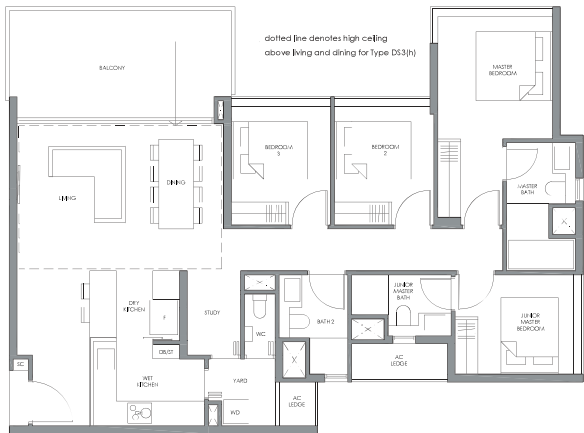 dotted line denotes high ceiling
above living and dining for Type DS3(h)
BALCONY
MASTER
BEDROOM
BEDROOM
3
BEDROOM
2
LIVING
DINING
MASTER
BATH
DRY
KITCHEN
F
STUDY
WC
BATH 2
JUNIOR
MASTER
BATH
JUNIOR
MASTER
BEDROOM
DB/ST
SC
WET
KITCHEN
YARD
WD
AC
LEDGE
AC
LEDGE